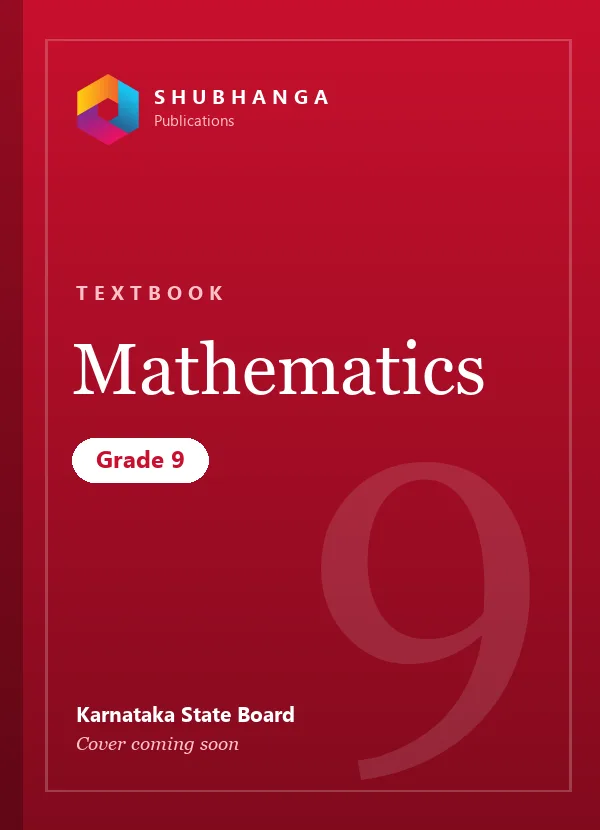 SHUBHANGA
Publications
TEXTBOOK
Mathematics
Grade 9
9
Karnataka State Board
Cover coming soon